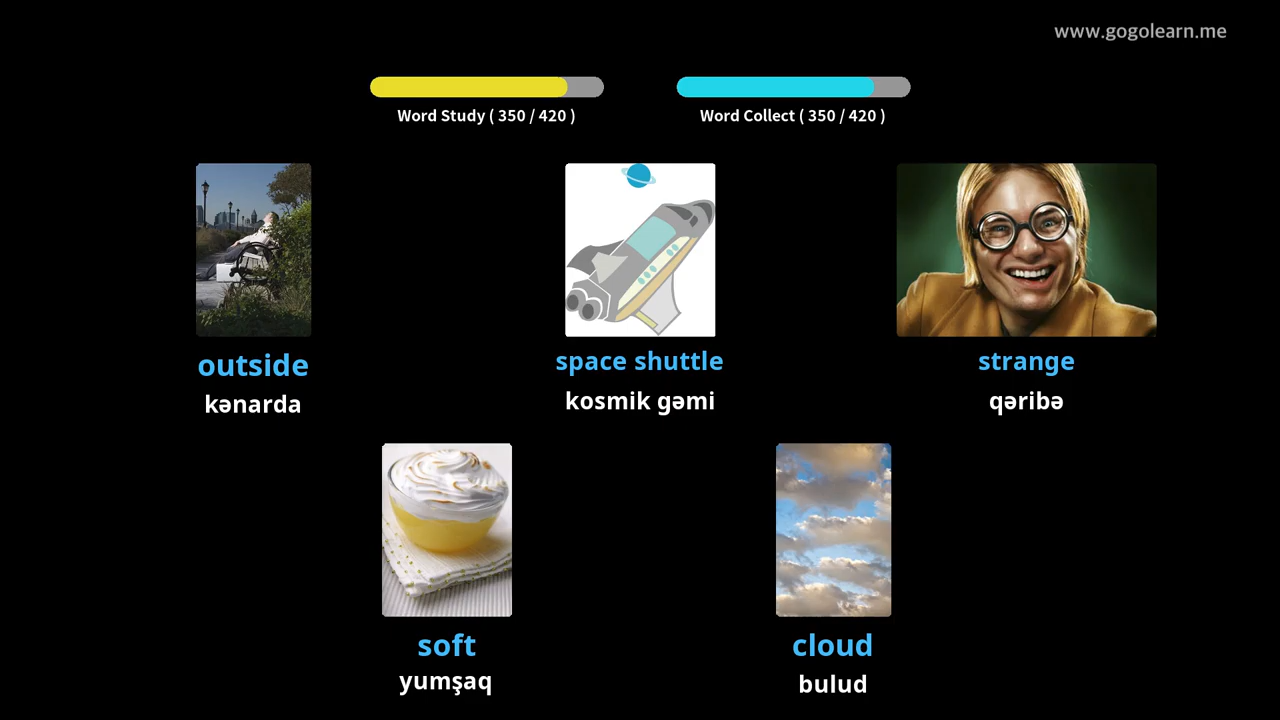 www.gogolearn.me
Word Study ( 350 / 420 )
Word Collect ( 350 / 420 )
outside
kənarda
space shuttle
kosmik gəmi
strange
qəribə
soft
yumşaq
cloud
bulud